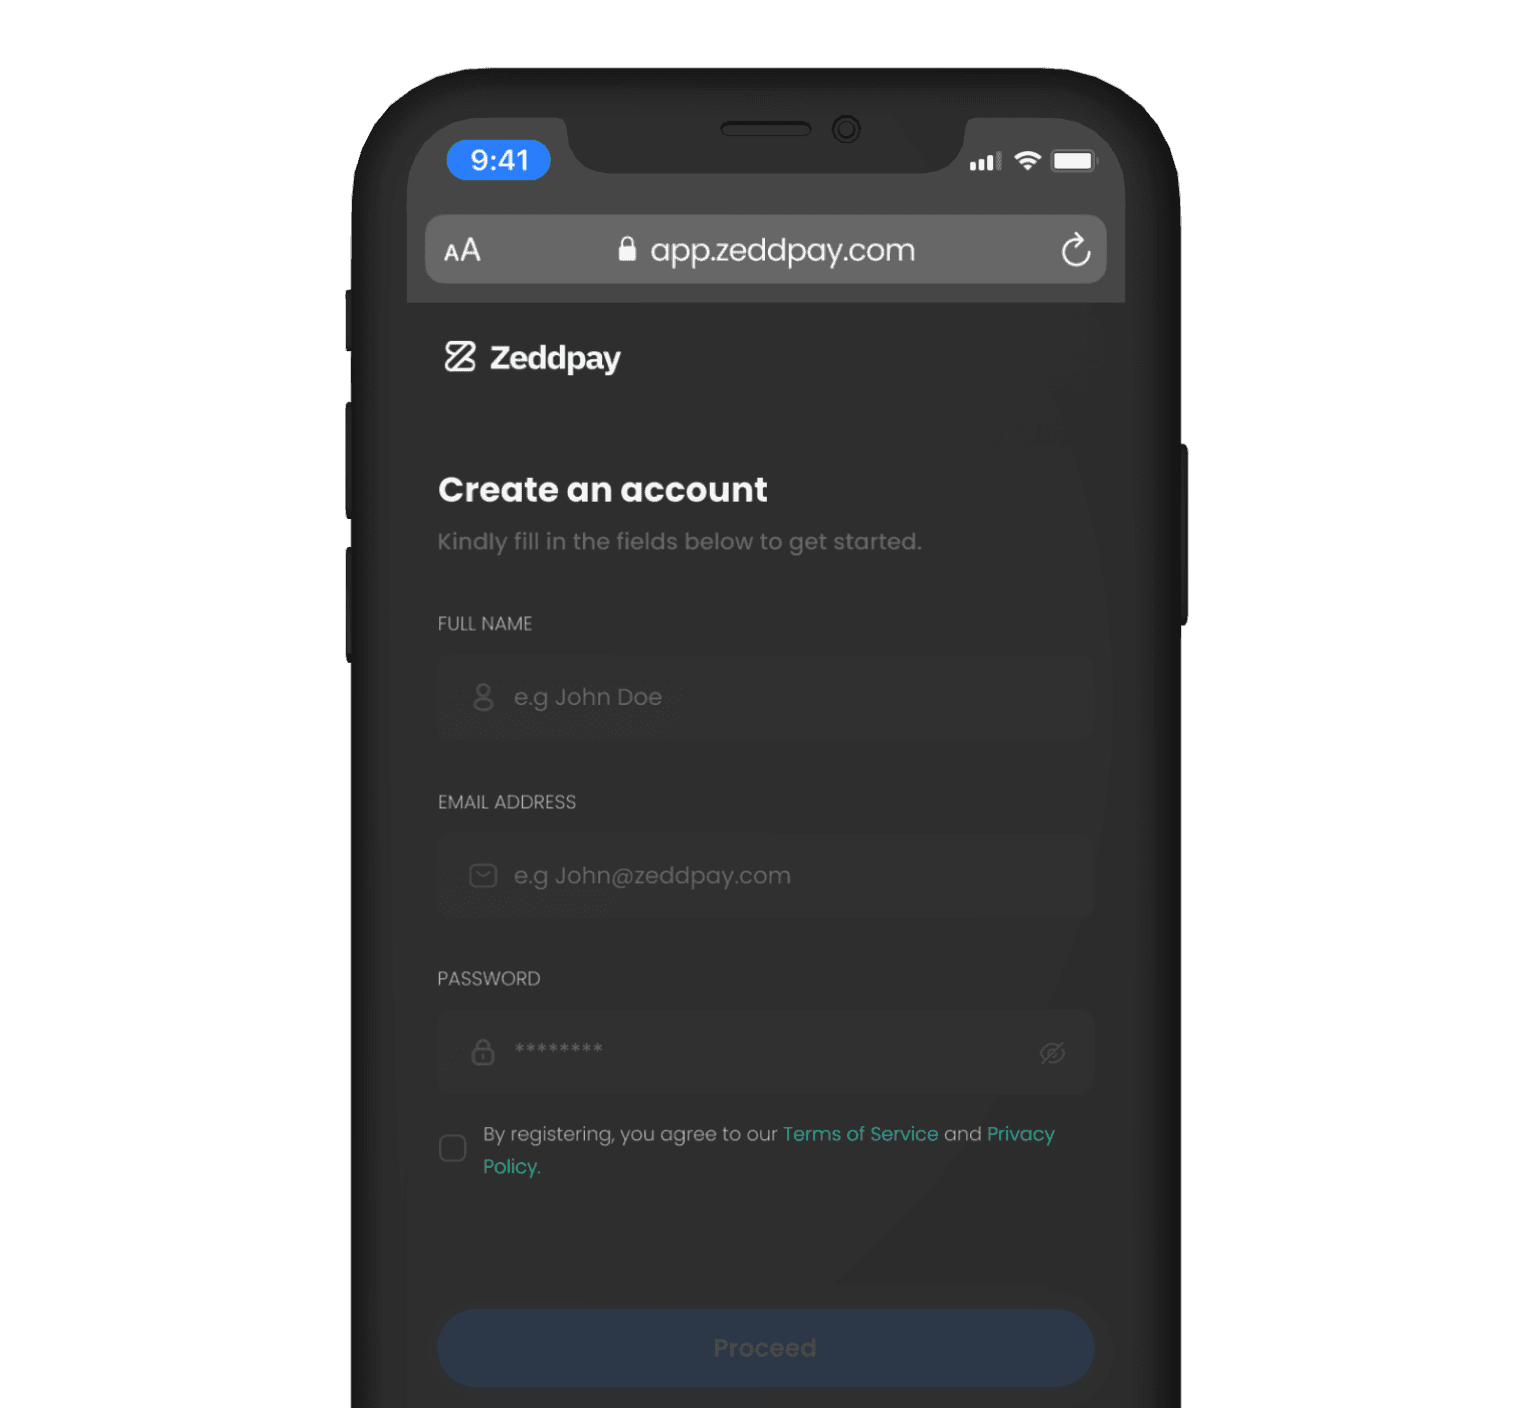 9:41
AA app.zeddpay.com
Zeddpay
Create an account
Kindly fill in the fields below to get started.
FULL NAME
e.g John Doe
EMAIL ADDRESS
e.g John@zeddpay.com
PASSWORD
********
By registering, you agree to our Terms of Service and Privacy
Policy.
Proceed